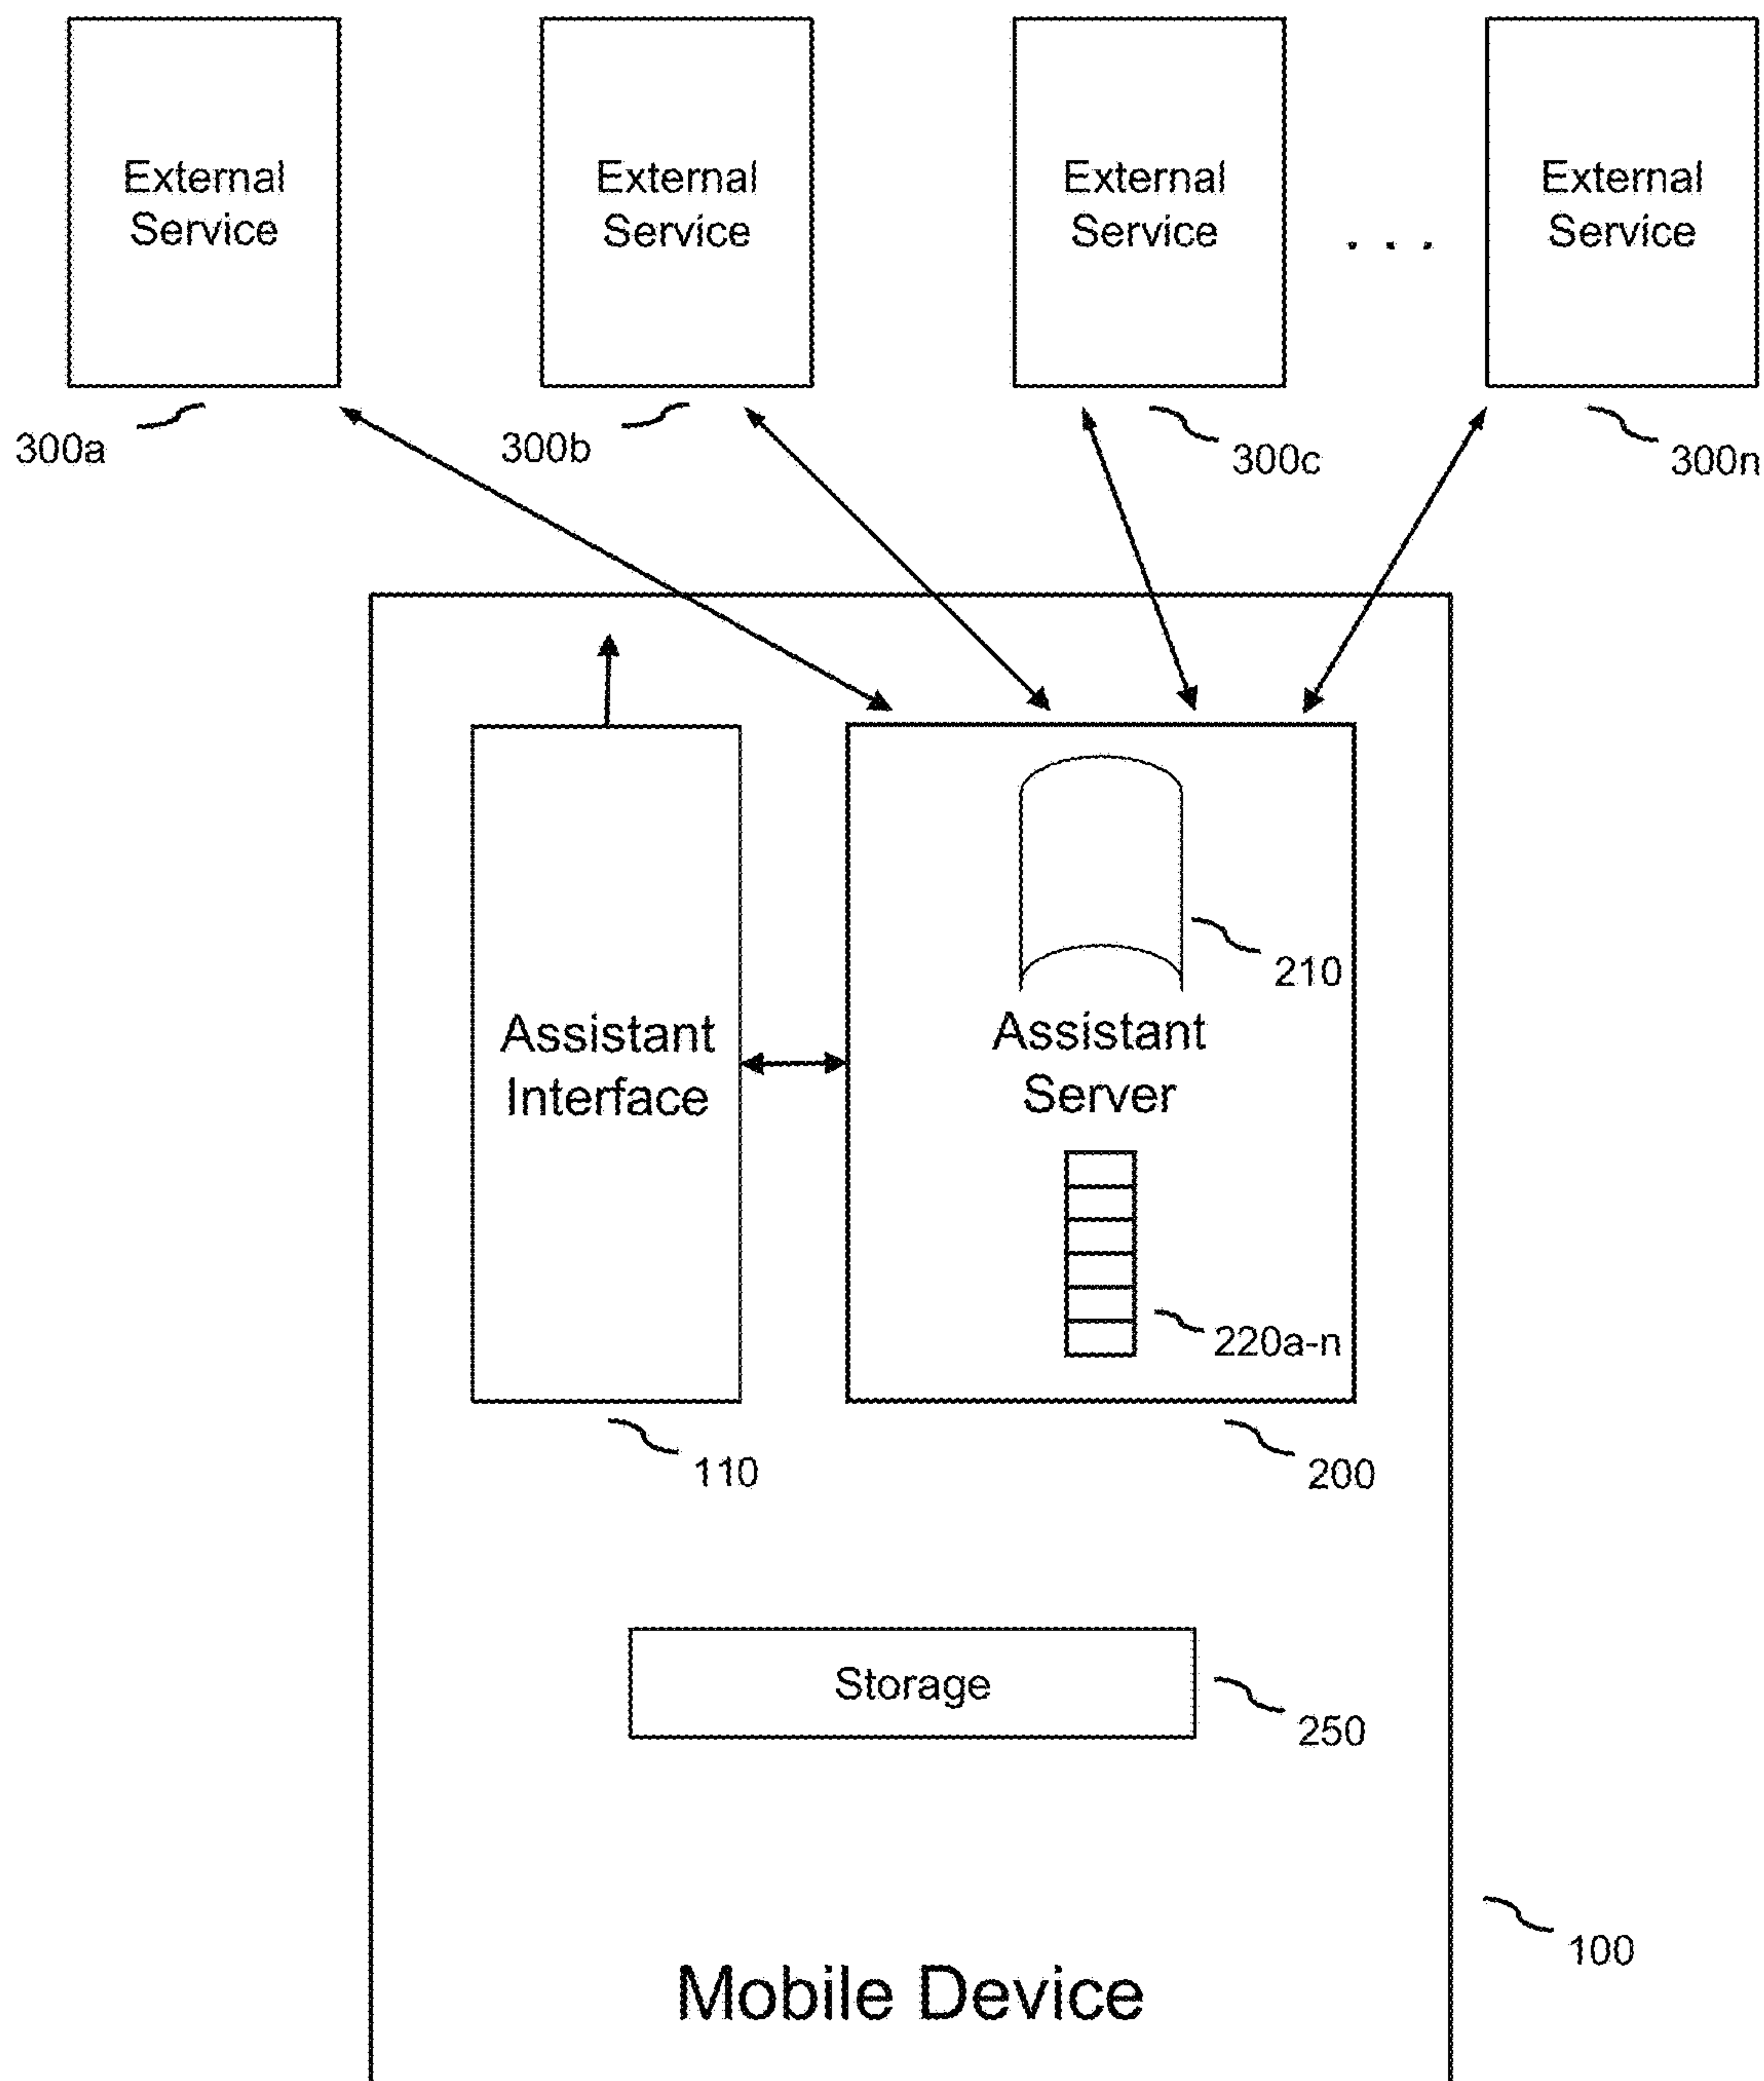 External
Service
External
Service
External
Service
. . .
External
Service
300a
300b
300c
300n
210
Assistant
Interface
Assistant
Server
220a-n
110
200
Storage
250
100
Mobile Device